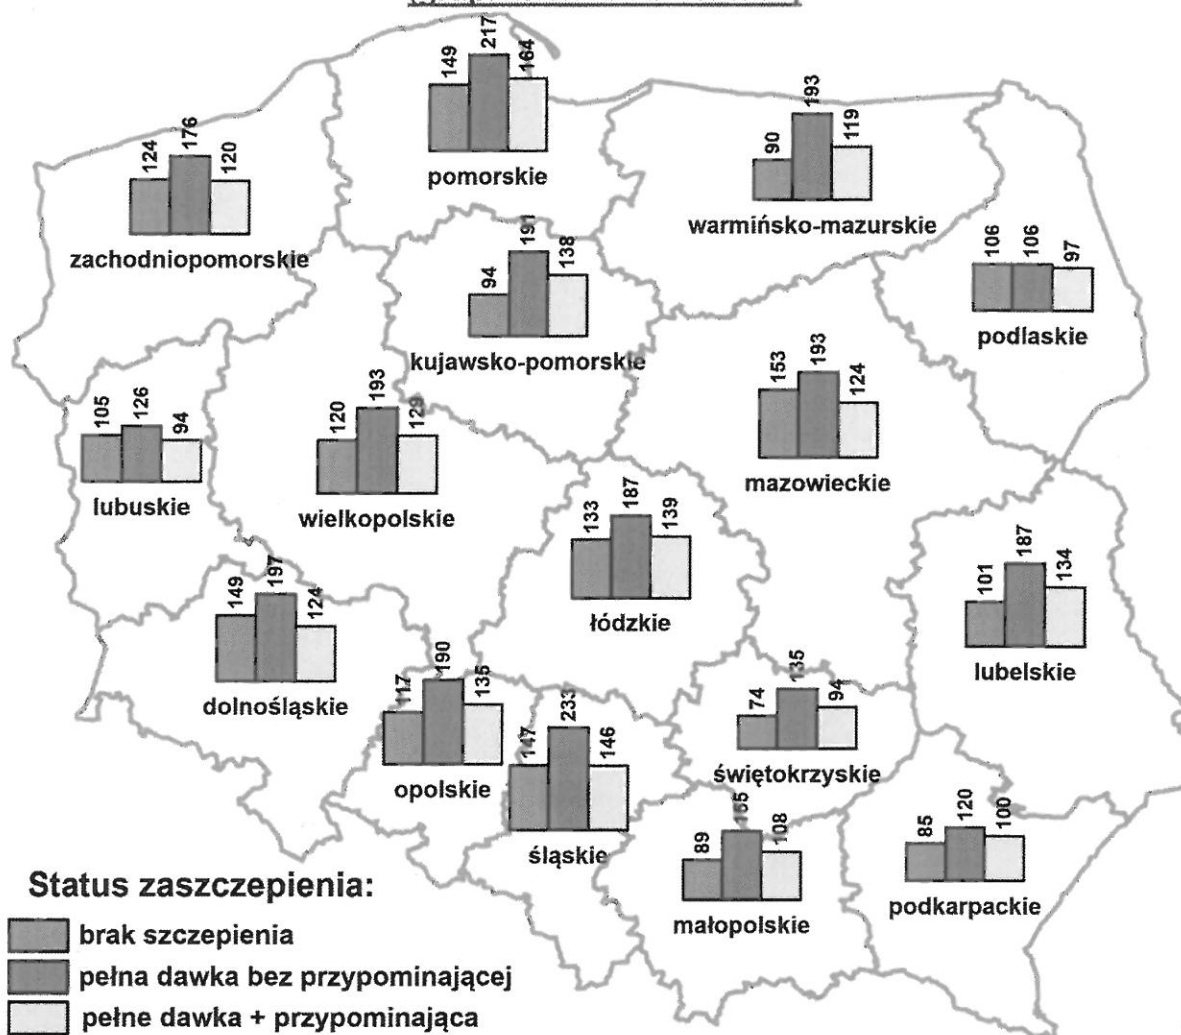 149 217 164
pomorskie
90 193 119
warmińsko-mazurskie
124 176 120
zachodniopomorskie
94 191 138
kujawsko-pomorskie
106 106 97
podlaskie
105 126 94
lubuskie
120 193 129
wielkopolskie
153 193 124
mazowieckie
133 187 139
łódzkie
101 187 134
lubelskie
149 197 124
dolnośląskie
117 190 135
opolskie
147 233 146
śląskie
74 135 94
świętokrzyskie
89 155 108
małopolskie
85 120 100
podkarpackie
Status zaszczepienia:
brak szczepienia
pełna dawka bez przypominającej
pełne dawka + przypominająca